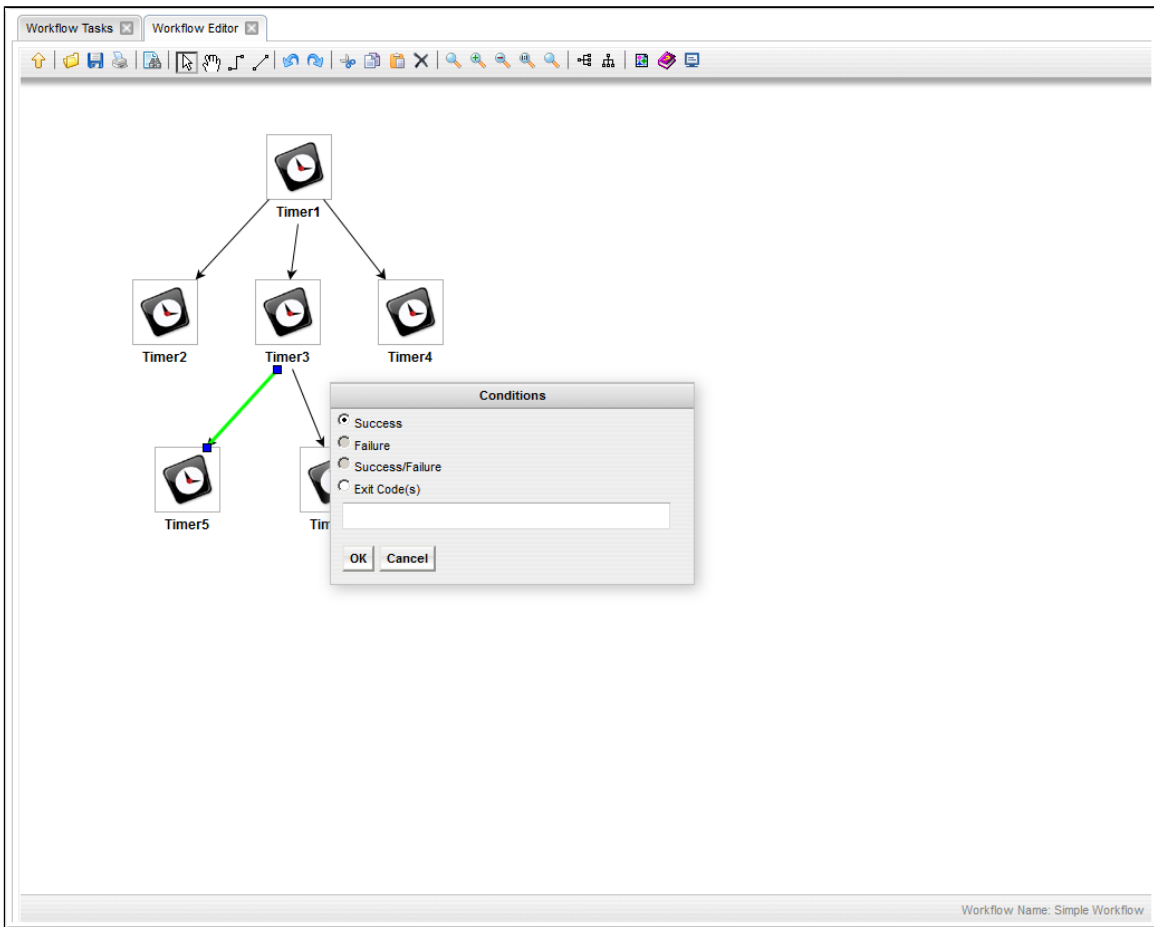 Workflow Tasks
Workflow Editor
Timer1
Timer2
Timer3
Timer4
Conditions
Success
Failure
Success/Failure
Exit Code(s)
Timer5
Tim
OK
Cancel
Workflow Name: Simple Workflow